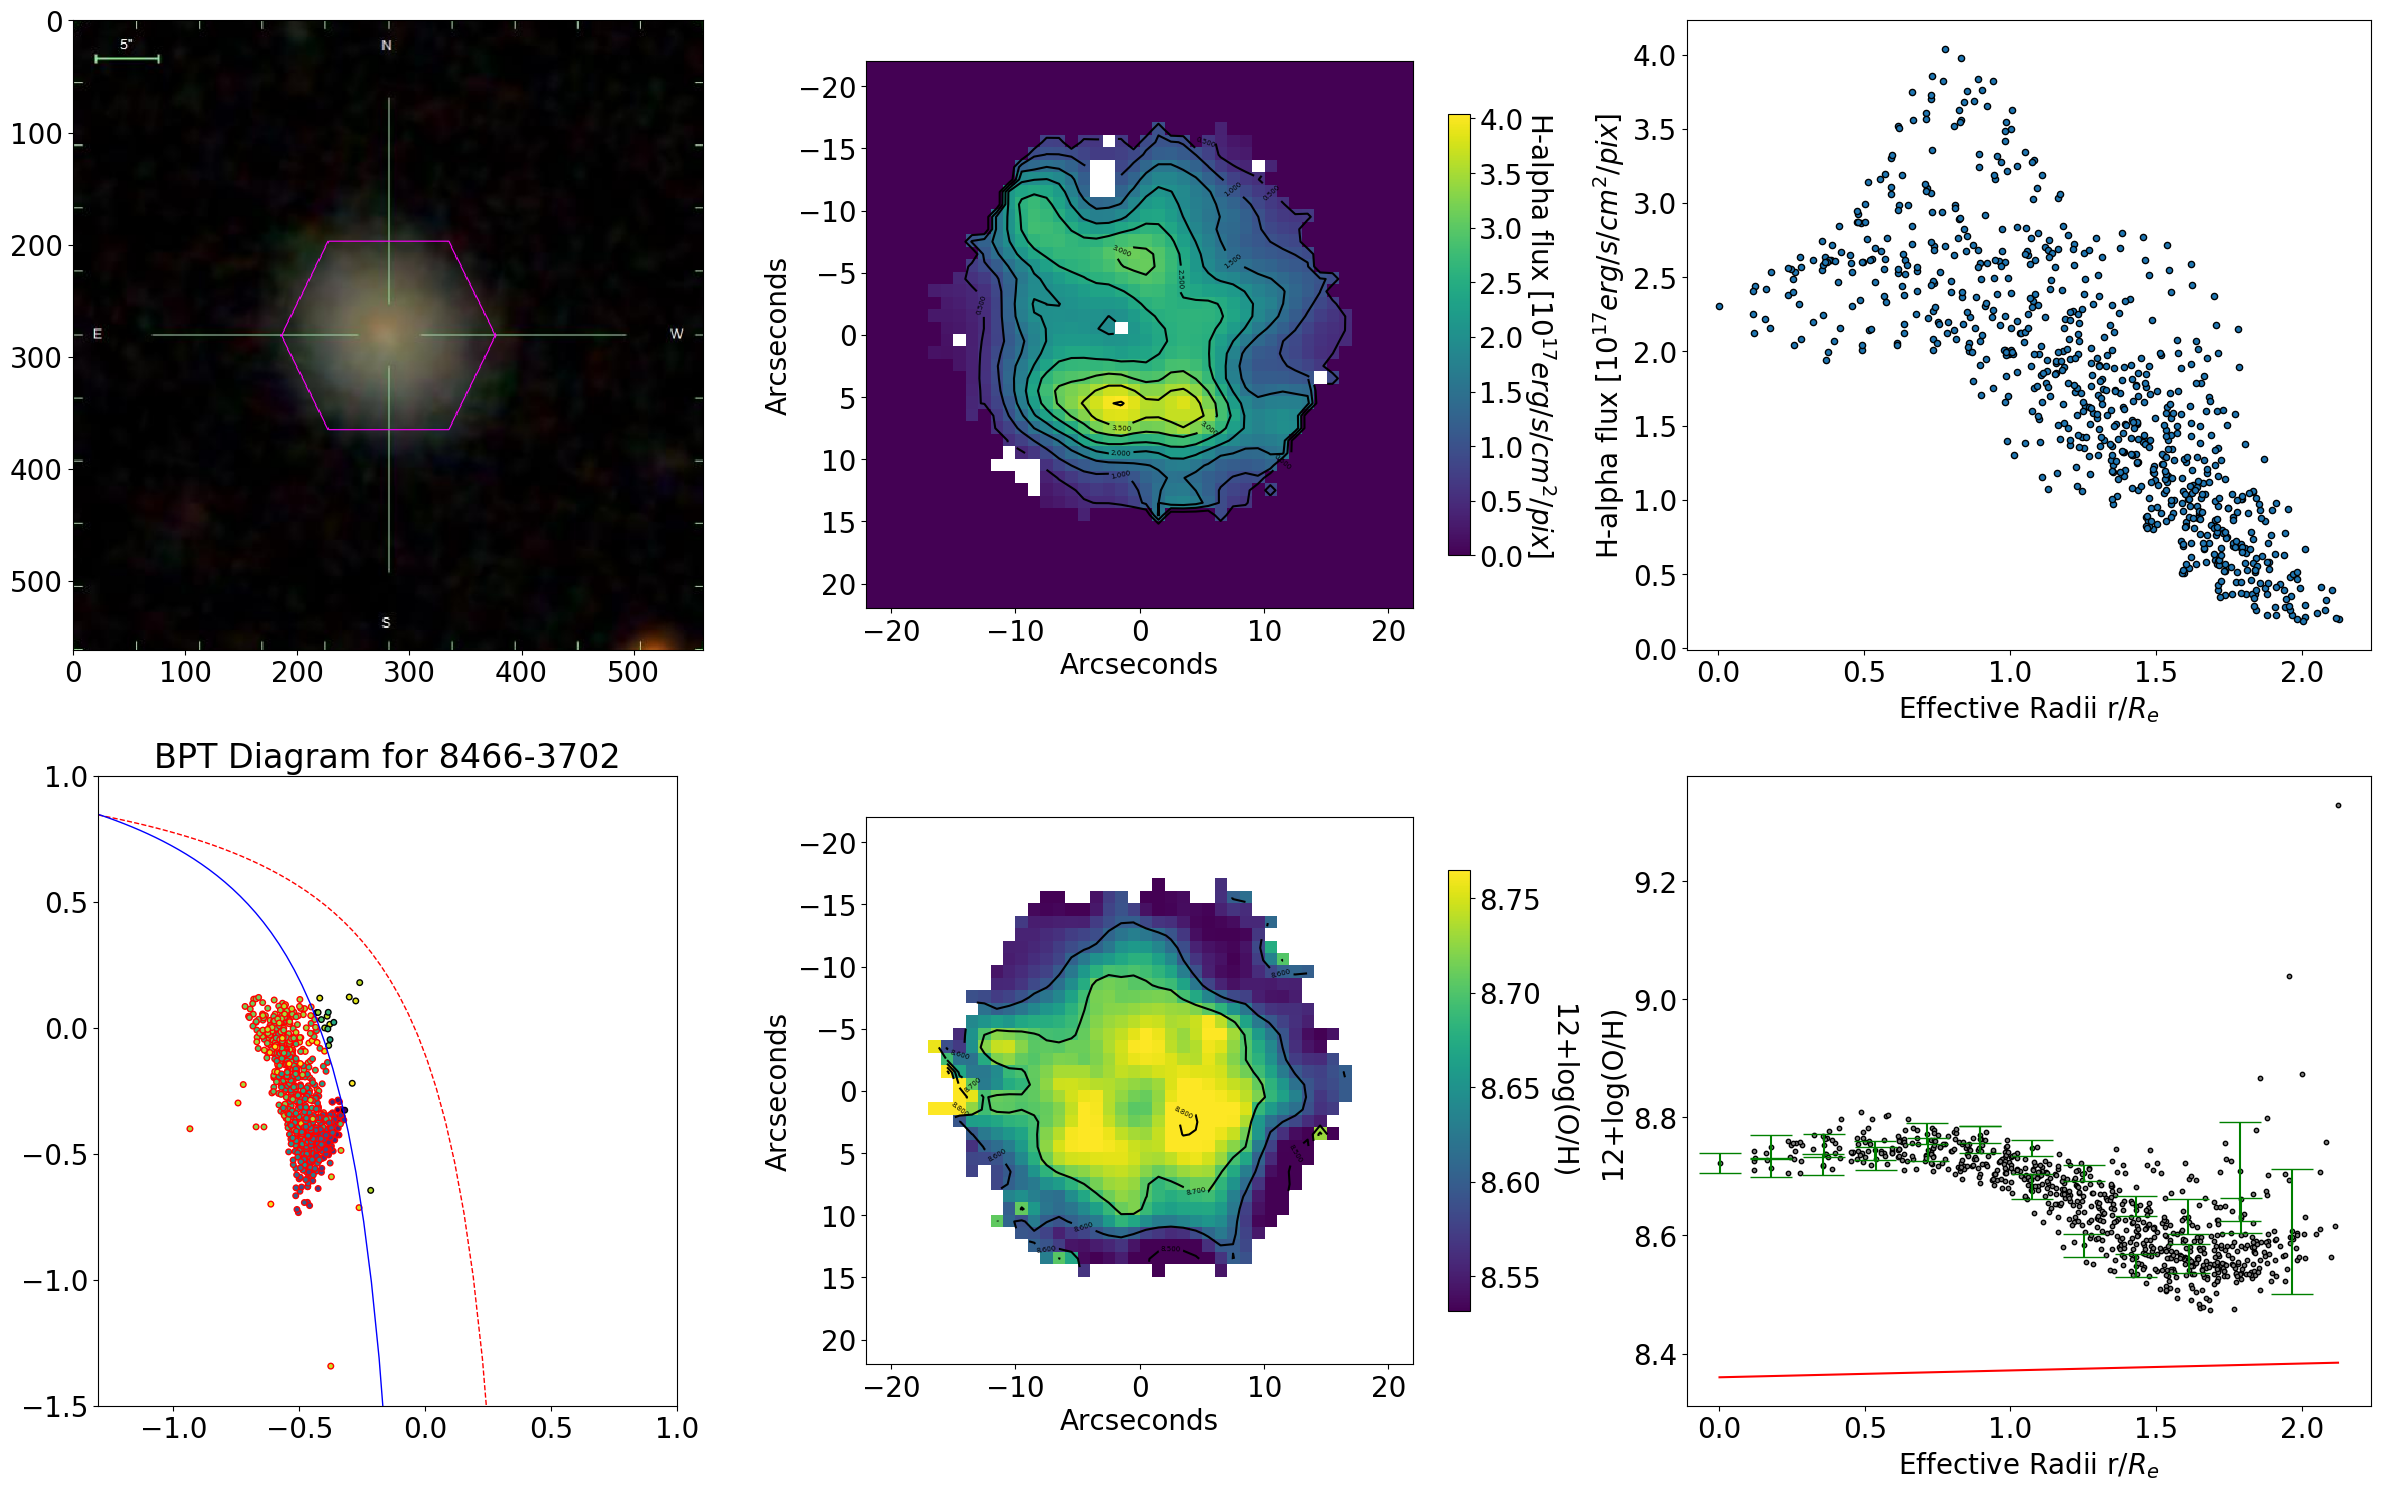 0
100
200
300
400
500
0 100 200 300 400 500
5"
N
E
W
S
−20
−15
−10
−5
0
5
10
15
20
−20 −10 0 10 20
Arcseconds
Arcseconds
4.0
3.5
3.0
2.5
2.0
1.5
1.0
0.5
0.0
H-alpha flux [10^17 erg/s/cm^2/pix]
H-alpha flux [10^17 erg/s/cm^2/pix]
4.0
3.5
3.0
2.5
2.0
1.5
1.0
0.5
0.0
0.0 0.5 1.0 1.5 2.0
Effective Radii r/R_e
BPT Diagram for 8466-3702
1.0
0.5
0.0
−0.5
−1.0
−1.5
−1.0 −0.5 0.0 0.5 1.0
−20
−15
−10
−5
0
5
10
15
20
−20 −10 0 10 20
Arcseconds
Arcseconds
8.75
8.70
8.65
8.60
8.55
12+log(O/H)
12+log(O/H)
9.2
9.0
8.8
8.6
8.4
0.0 0.5 1.0 1.5 2.0
Effective Radii r/R_e